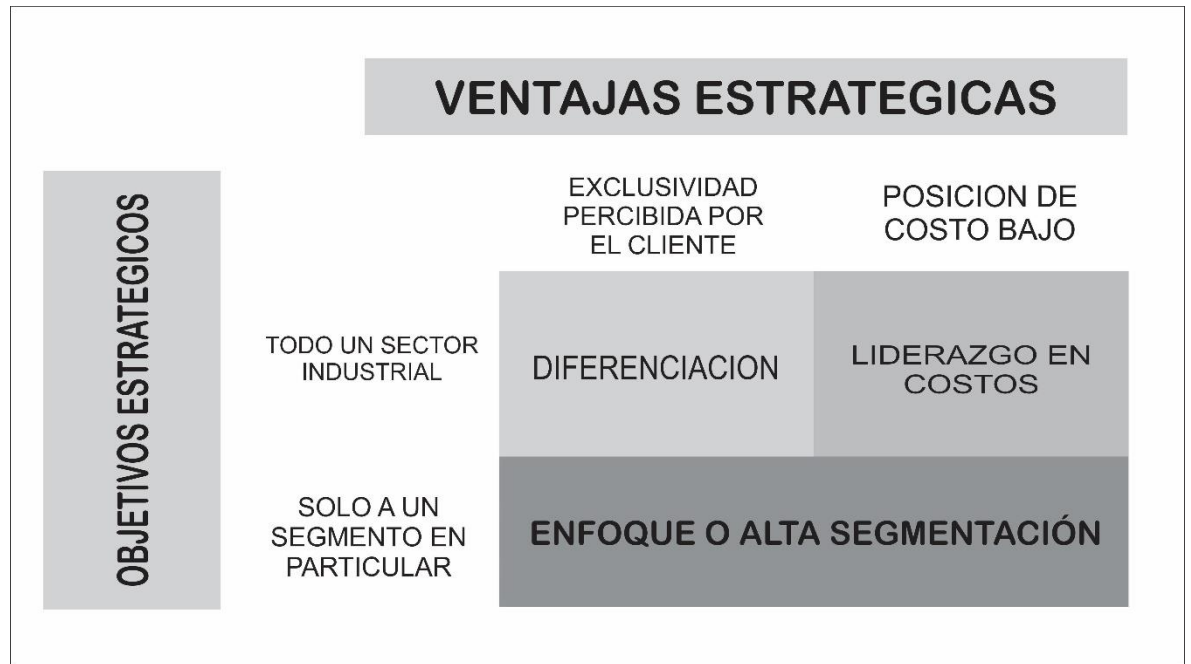 VENTAJAS ESTRATEGICAS
OBJETIVOS ESTRATEGICOS
EXCLUSIVIDAD
PERCIBIDA POR
EL CLIENTE
POSICION DE
COSTO BAJO
TODO UN SECTOR
INDUSTRIAL
DIFERENCIACION
LIDERAZGO EN
COSTOS
SOLO A UN
SEGMENTO EN
PARTICULAR
ENFOQUE O ALTA SEGMENTACIÓN